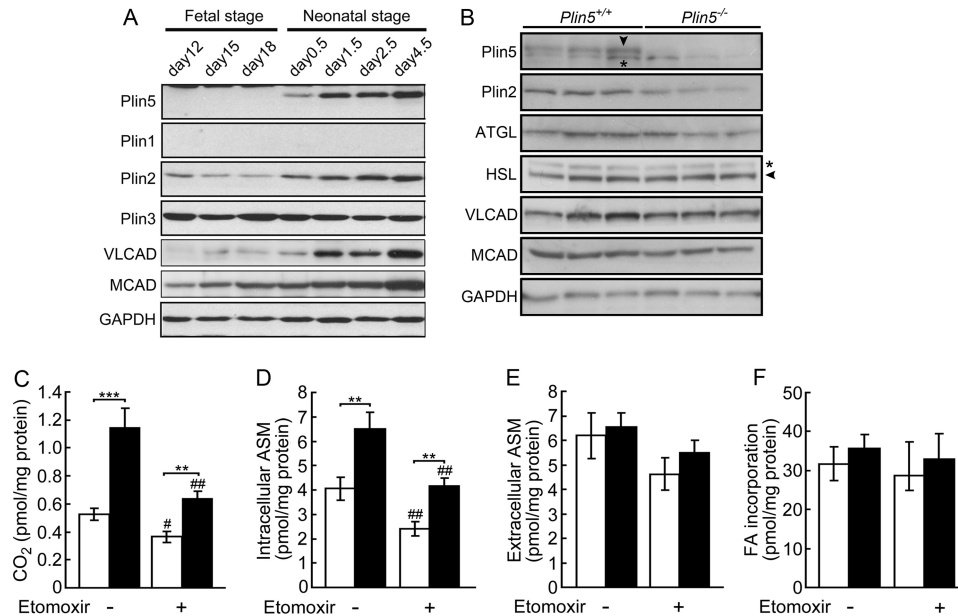 A
Fetal stage
Neonatal stage
day12
day15
day18
day0.5
day1.5
day2.5
day4.5
Plin5
Plin1
Plin2
Plin3
VLCAD
MCAD
GAPDH
B
Plin5+/+
Plin5-/-
Plin5
*
Plin2
ATGL
HSL
*
VLCAD
MCAD
GAPDH
C
CO2 (pmol/mg protein)
1.4
1.2
1.0
0.8
0.6
0.4
0.2
0
***
**
#
##
Etomoxir - +
D
Intracellular ASM
(pmol/mg protein)
8
7
6
5
4
3
2
1
0
**
**
##
##
- +
E
Extracellular ASM
(pmol/mg protein)
8
7
6
5
4
3
2
1
0
Etomoxir - +
F
FA incorporation
(pmol/mg protein)
50
40
30
20
10
0
- +